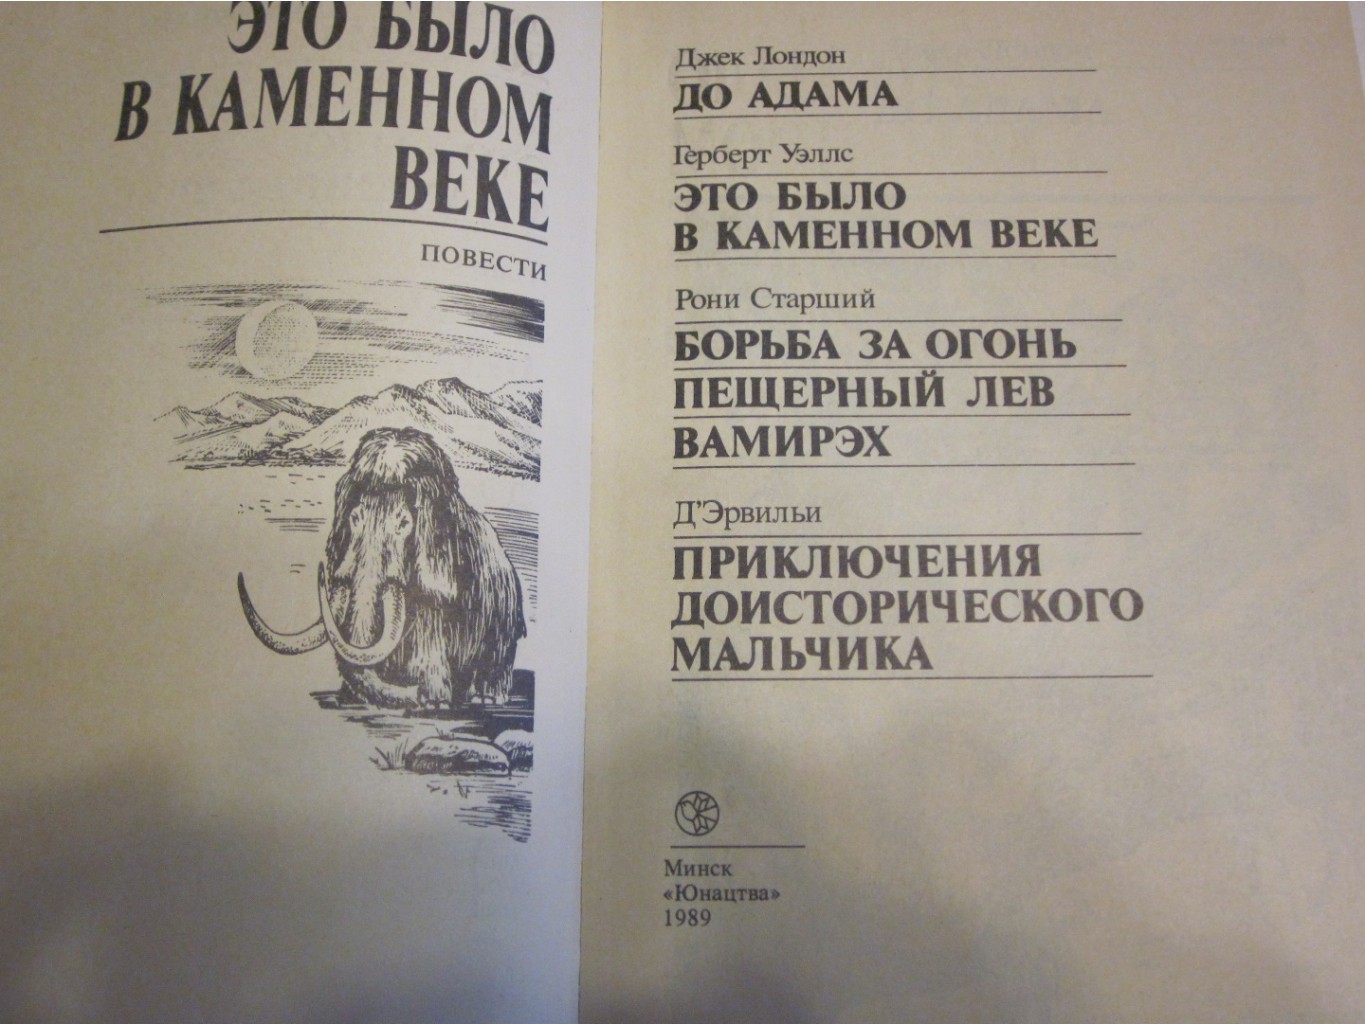 ЭТО БЫЛО
В КАМЕННОМ
ВЕКЕ
ПОВЕСТИ
Джек Лондон
ДО АДАМА
Герберт Уэллс
ЭТО БЫЛО
В КАМЕННОМ ВЕКЕ
Рони Старший
БОРЬБА ЗА ОГОНЬ
ПЕЩЕРНЫЙ ЛЕВ
ВАМИРЭХ
Д'Эрвильи
ПРИКЛЮЧЕНИЯ
ДОИСТОРИЧЕСКОГО
МАЛЬЧИКА
Минск
«Юнацтва»
1989